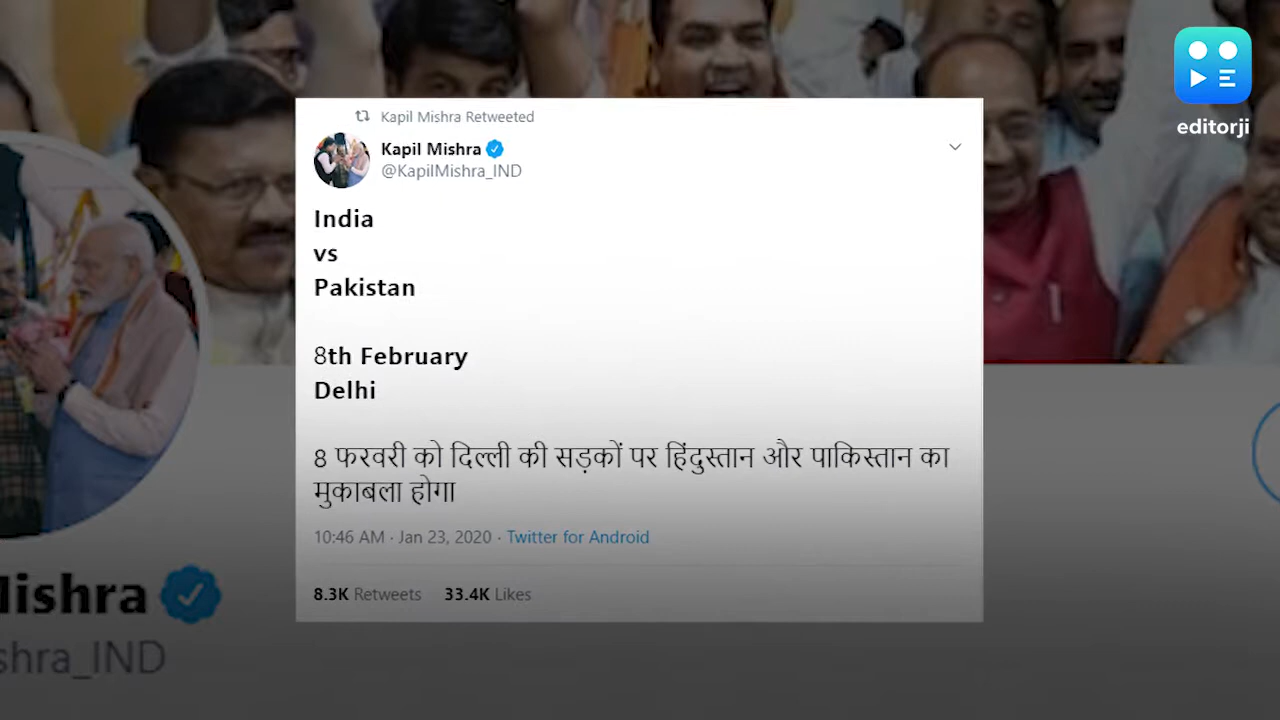 editorji
Kapil Mishra Retweeted
Kapil Mishra
@KapilMishra_IND
India
vs
Pakistan
8th February
Delhi
8 फरवरी को दिल्ली की सड़कों पर हिंदुस्तान और पाकिस्तान का
मुकाबला होगा
10:46 AM · Jan 23, 2020 · Twitter for Android
8.3K Retweets 33.4K Likes
Mishra
shra_IND